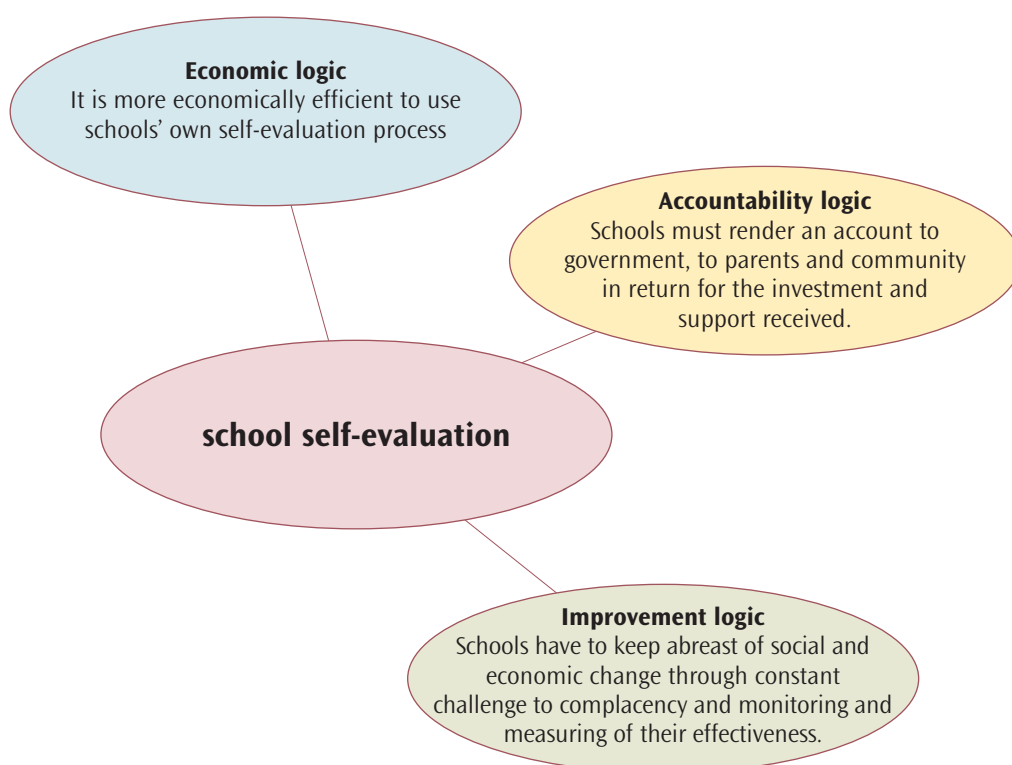 Economic logic
It is more economically efficient to use
schools’ own self-evaluation process
Accountability logic
Schools must render an account to
government, to parents and community
in return for the investment and
support received.
school self-evaluation
Improvement logic
Schools have to keep abreast of social and
economic change through constant
challenge to complacency and monitoring and
measuring of their effectiveness.